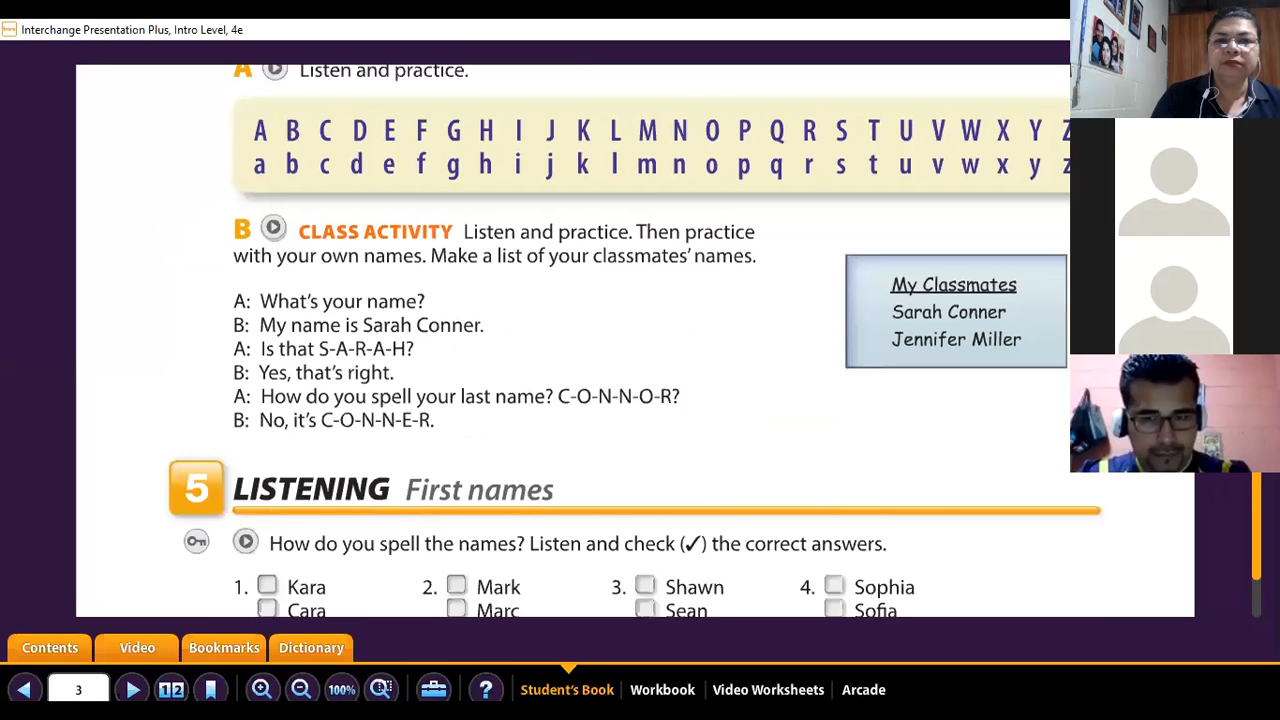 Interchange Presentation Plus, Intro Level, 4e
A Listen and practice.
A B C D E F G H I J K L M N O P Q R S T U V W X Y Z
a b c d e f g h i j k l m n o p q r s t u v w x y z
B CLASS ACTIVITY Listen and practice. Then practice
with your own names. Make a list of your classmates' names.
A: What's your name?
B: My name is Sarah Conner.
A: Is that S-A-R-A-H?
B: Yes, that's right.
A: How do you spell your last name? C-O-N-N-O-R?
B: No, it's C-O-N-N-E-R.
My Classmates
Sarah Conner
Jennifer Miller
5 LISTENING First names
How do you spell the names? Listen and check (✓) the correct answers.
1. Kara 2. Mark 3. Shawn 4. Sophia
Cara Marc Sean Sofia
Contents Video Bookmarks Dictionary
3 12 100% ? Student's Book Workbook Video Worksheets Arcade